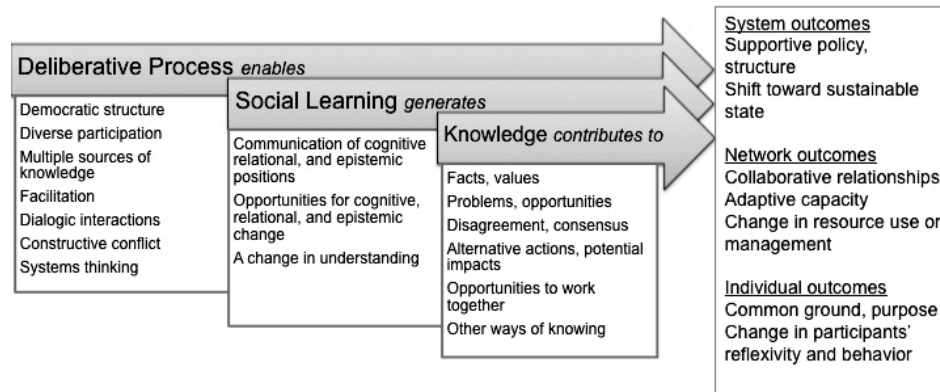 Deliberative Process enables
Democratic structure
Diverse participation
Multiple sources of
knowledge
Facilitation
Dialogic interactions
Constructive conflict
Systems thinking
Social Learning generates
Communication of cognitive
relational, and epistemic
positions
Opportunities for cognitive,
relational, and epistemic
change
A change in understanding
Knowledge contributes to
Facts, values
Problems, opportunities
Disagreement, consensus
Alternative actions, potential
impacts
Opportunities to work
together
Other ways of knowing
System outcomes
Supportive policy,
structure
Shift toward sustainable
state
Network outcomes
Collaborative relationships
Adaptive capacity
Change in resource use or
management
Individual outcomes
Common ground, purpose
Change in participants'
reflexivity and behavior